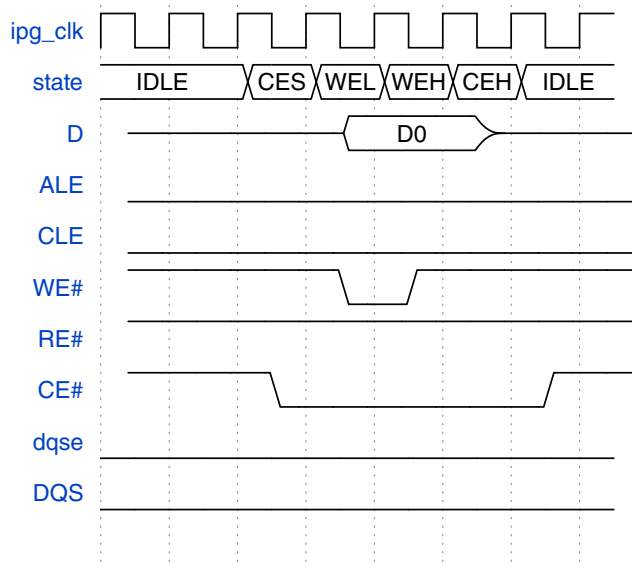 ipg_clk
state IDLE CES WEL WEH CEH IDLE
D D0
ALE
CLE
WE#
RE#
CE#
dqse
DQS